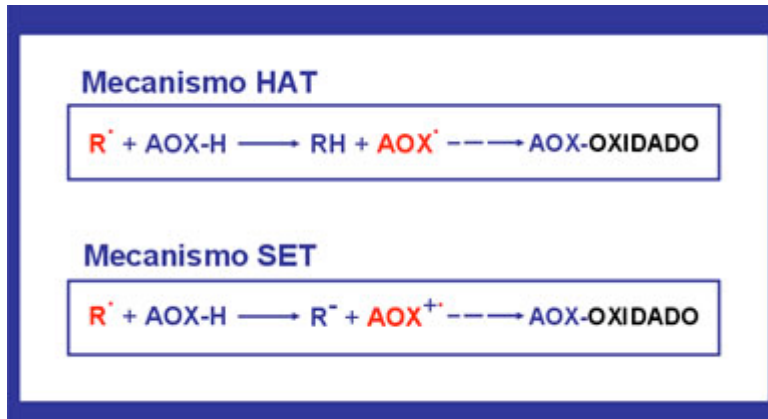 Mecanismo HAT
R˙ + AOX-H ⟶ RH + AOX˙ ---→ AOX-OXIDADO
Mecanismo SET
R˙ + AOX-H ⟶ R⁻ + AOX⁺˙ ---→ AOX-OXIDADO